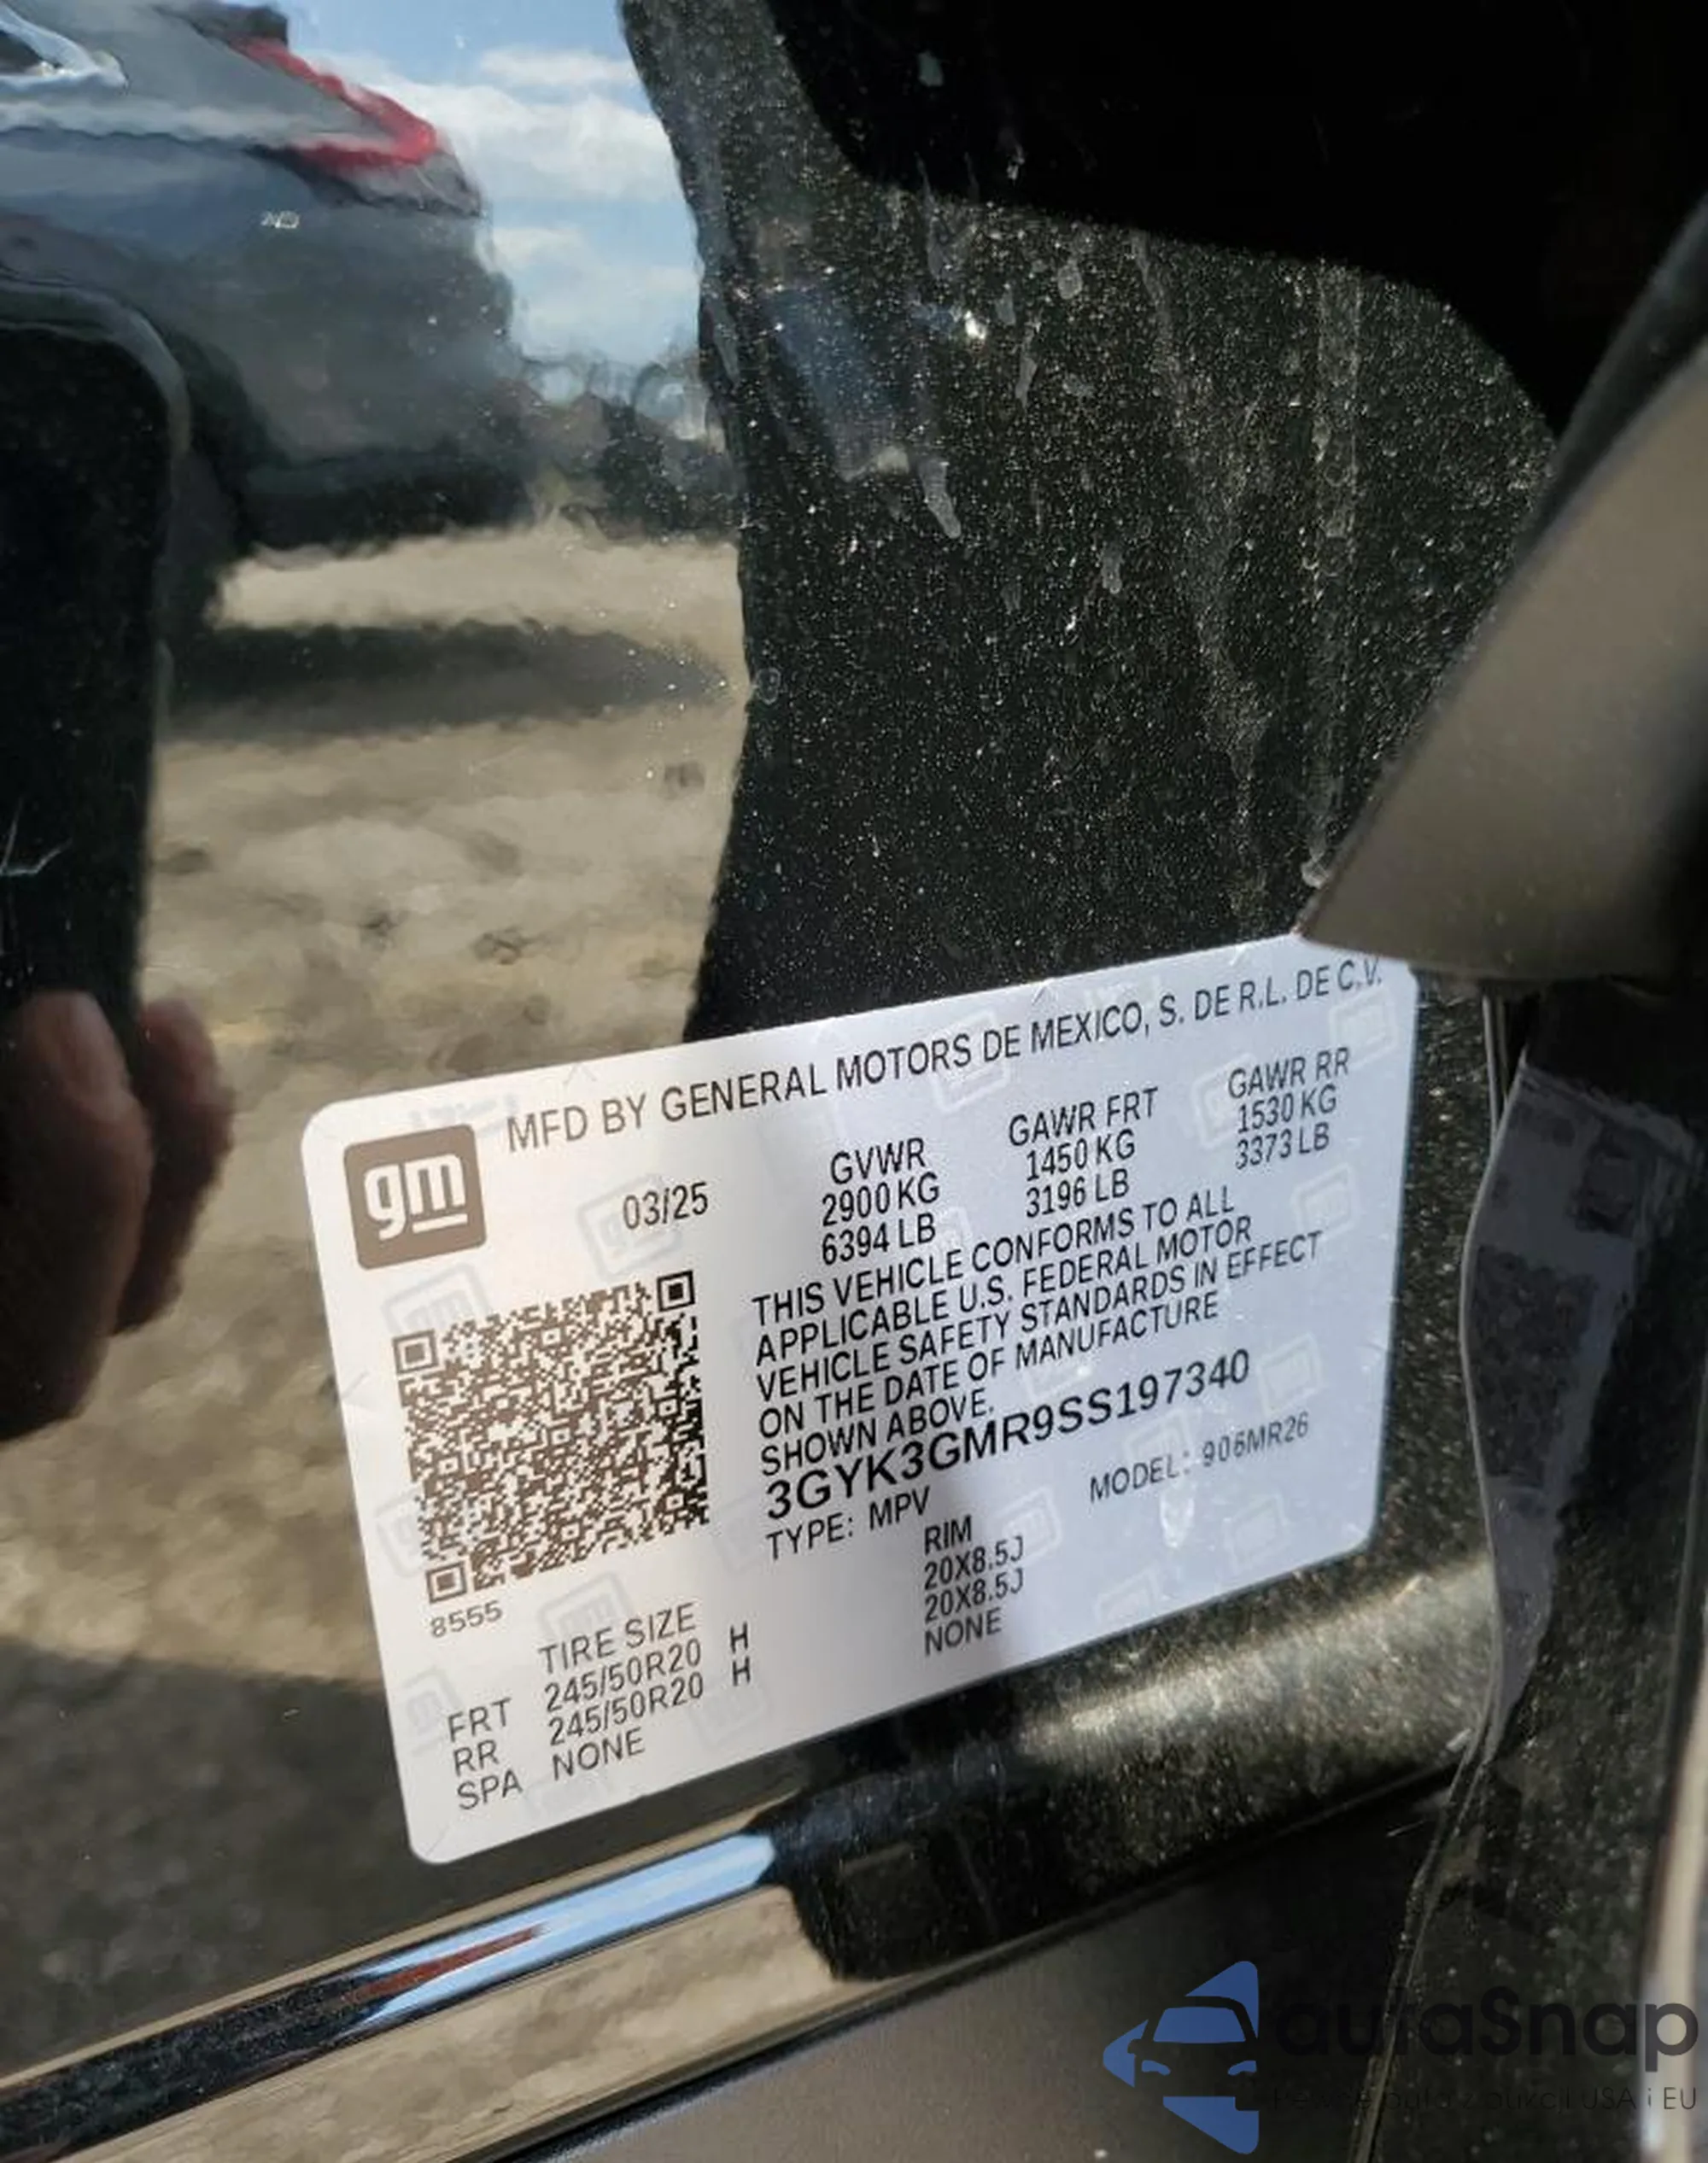 MFD BY GENERAL MOTORS DE MEXICO, S. DE R.L. DE C.V.
gm
03/25
GVWR GAWR FRT GAWR RR
2900 KG 1450 KG 1530 KG
6394 LB 3196 LB 3373 LB
THIS VEHICLE CONFORMS TO ALL
APPLICABLE U.S. FEDERAL MOTOR
VEHICLE SAFETY STANDARDS IN EFFECT
ON THE DATE OF MANUFACTURE
SHOWN ABOVE.
3GYK3GMR9SS197340
TYPE: MPV MODEL: 906MR26
8555
TIRE SIZE RIM
FRT 245/50R20 H 20X8.5J
RR 245/50R20 H 20X8.5J
SPA NONE NONE
auraSnap
USA i EU